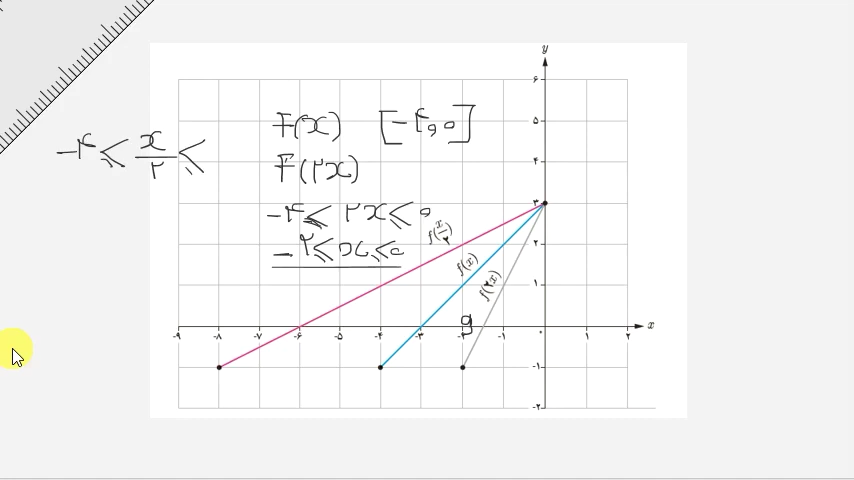 y
۶
F(x) [-۴,۰]
۵
-۴ ≤ x/۲ ≤
F(۲x)
۴
-۴ ≤ ۲x ≤ ۰
۳
f(x/۲)
-۲ ≤ x ≤ ۰
۲
f(x)
f(۲x)
۱
-۹ -۸ -۷ -۶ -۵ -۴ -۳ -۲ -۱ ۰ ۱ ۲ x
-۱
-۲